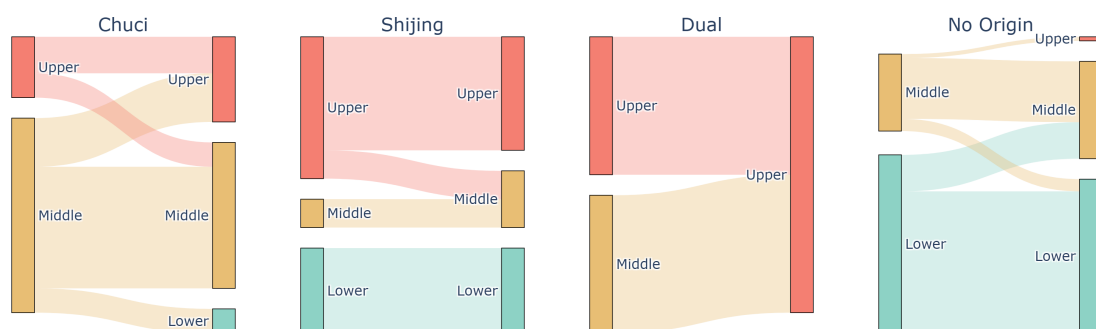 Chuci
Upper
Upper
Middle
Middle
Lower
Shijing
Upper
Upper
Middle
Middle
Lower
Lower
Dual
Upper
Upper
Middle
No Origin
Upper
Middle
Middle
Lower
Lower